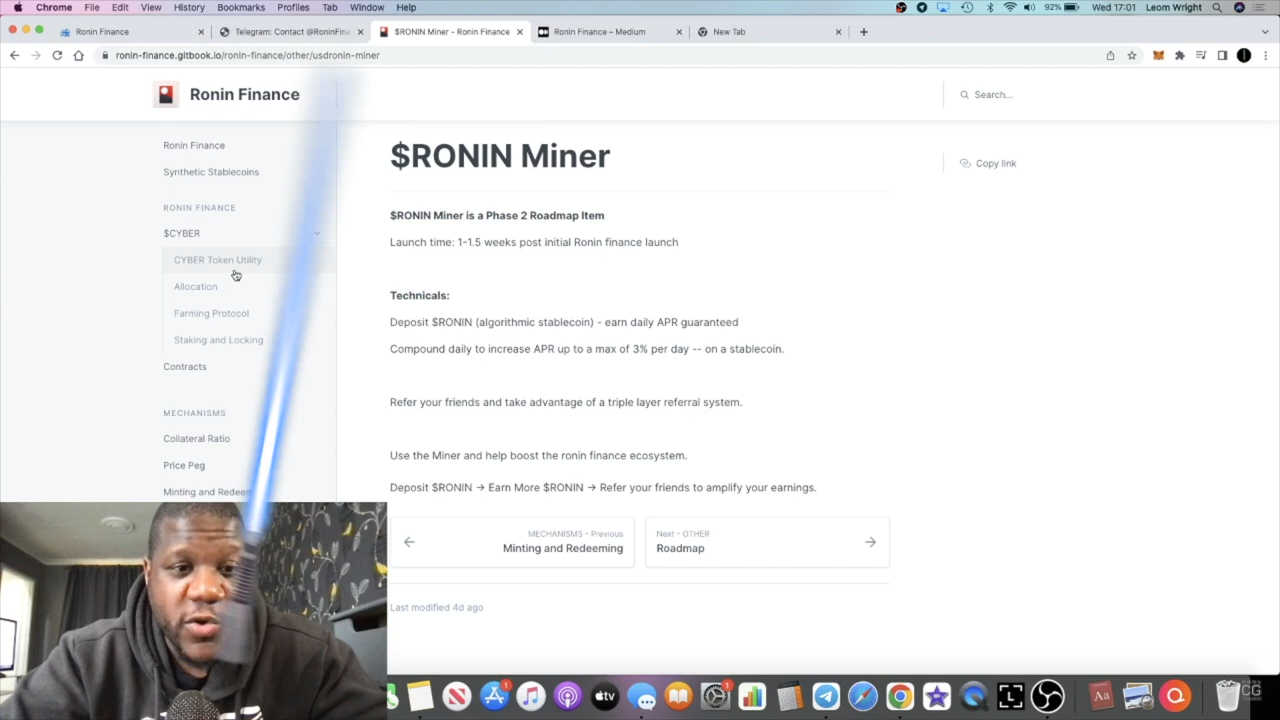 Chrome File Edit View History Bookmarks Profiles Tab Window Help 92% Wed 17:01 Leom Wright
Ronin Finance Telegram: Contact @RoninFina $RONIN Miner - Ronin Finance Ronin Finance – Medium New Tab
ronin-finance.gitbook.io/ronin-finance/other/usdronin-miner
Ronin Finance
Search...
Ronin Finance
Synthetic Stablecoins
RONIN FINANCE
$CYBER
CYBER Token Utility
Allocation
Farming Protocol
Staking and Locking
Contracts
MECHANISMS
Collateral Ratio
Price Peg
Minting and Redeem
$RONIN Miner
Copy link
$RONIN Miner is a Phase 2 Roadmap Item
Launch time: 1-1.5 weeks post initial Ronin finance launch
Technicals:
Deposit $RONIN (algorithmic stablecoin) - earn daily APR guaranteed
Compound daily to increase APR up to a max of 3% per day -- on a stablecoin.
Refer your friends and take advantage of a triple layer referral system.
Use the Miner and help boost the ronin finance ecosystem.
Deposit $RONIN → Earn More $RONIN → Refer your friends to amplify your earnings.
MECHANISMS - Previous
Minting and Redeeming
Next - OTHER
Roadmap
Last modified 4d ago
1
tv
1
Aa
CG